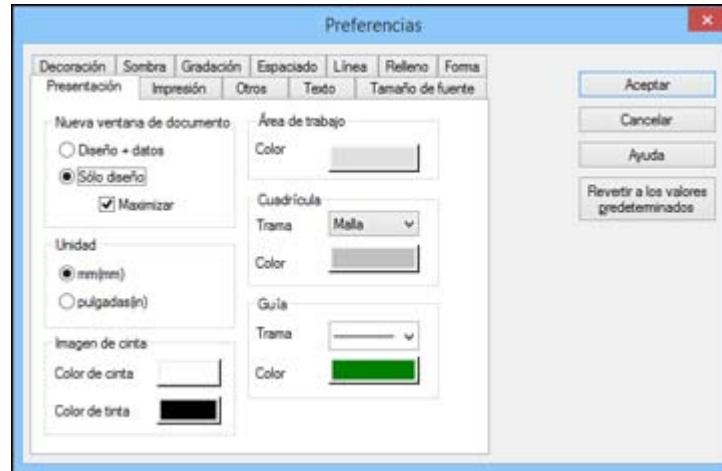 Preferencias
Decoración Sombra Gradación Espaciado Línea Relleno Forma
Presentación Impresión Otros Texto Tamaño de fuente
Nueva ventana de documento
Diseño + datos
Sólo diseño
Maximizar
Unidad
mm(mm)
pulgadas(in)
Imagen de cinta
Color de cinta
Color de tinta
Área de trabajo
Color
Cuadrícula
Trama Malla
Color
Guía
Trama
Color
Aceptar
Cancelar
Ayuda
Revertir a los valores
predeterminados